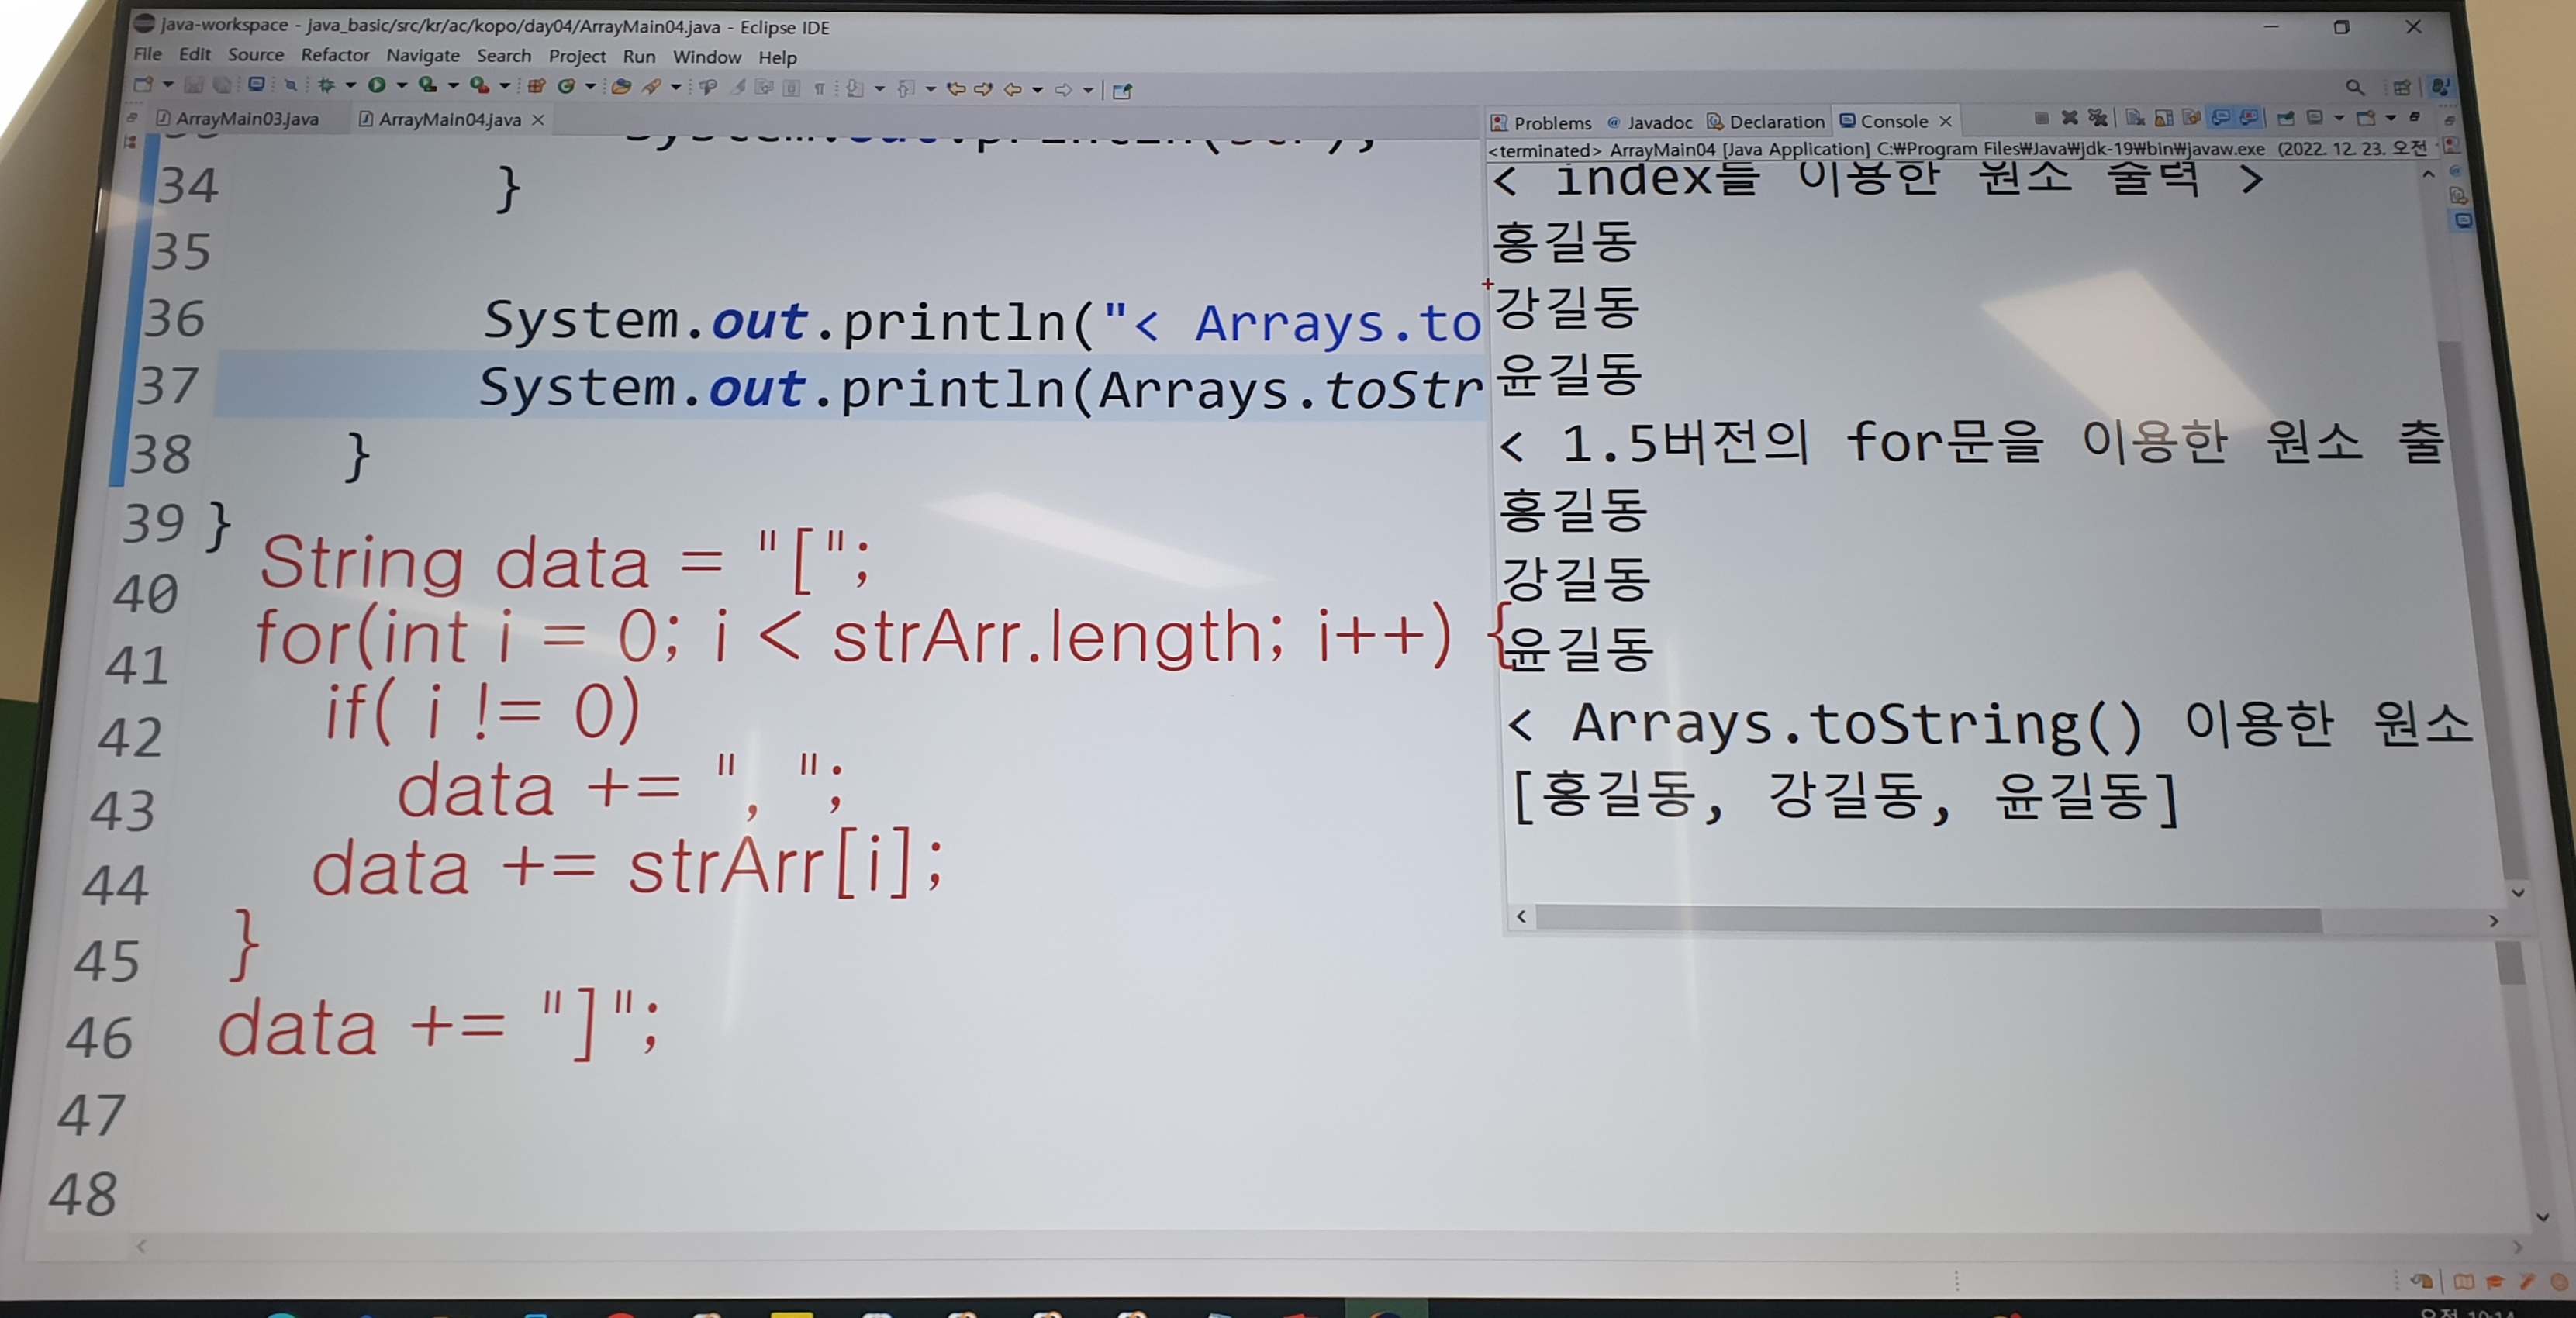 java-workspace - java_basic/src/kr/ac/kopo/day04/ArrayMain04.java - Eclipse IDE
File Edit Source Refactor Navigate Search Project Run Window Help
ArrayMain03.java ArrayMain04.java
34 }
35
36 System.out.println("< Arrays.to
37 System.out.println(Arrays.toStr
38 }
39 }
40
41
42
43
44
45
46
47
48
String data = "[";
for(int i = 0; i < strArr.length; i++) {
if( i != 0)
data += ", ";
data += strArr[i];
}
data += "]";
Problems Javadoc Declaration Console
<terminated> ArrayMain04 [Java Application] C:₩Program Files₩Java₩jdk-19₩bin₩javaw.exe (2022. 12. 23. 오전
< index를 이용한 원소 출력 >
홍길동
강길동
윤길동
< 1.5버전의 for문을 이용한 원소 출
홍길동
강길동
윤길동
< Arrays.toString() 이용한 원소
[홍길동, 강길동, 윤길동]